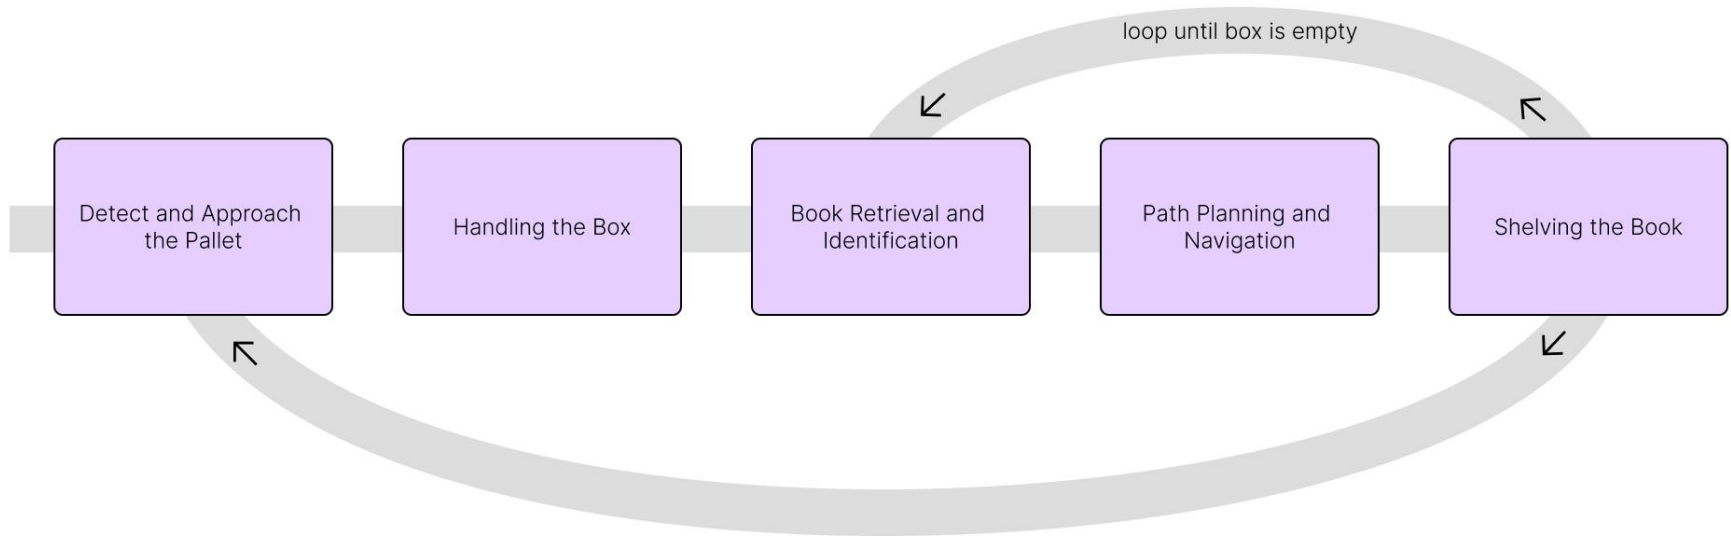 loop until box is empty
Detect and Approach
the Pallet
Handling the Box
Book Retrieval and
Identification
Path Planning and
Navigation
Shelving the Book